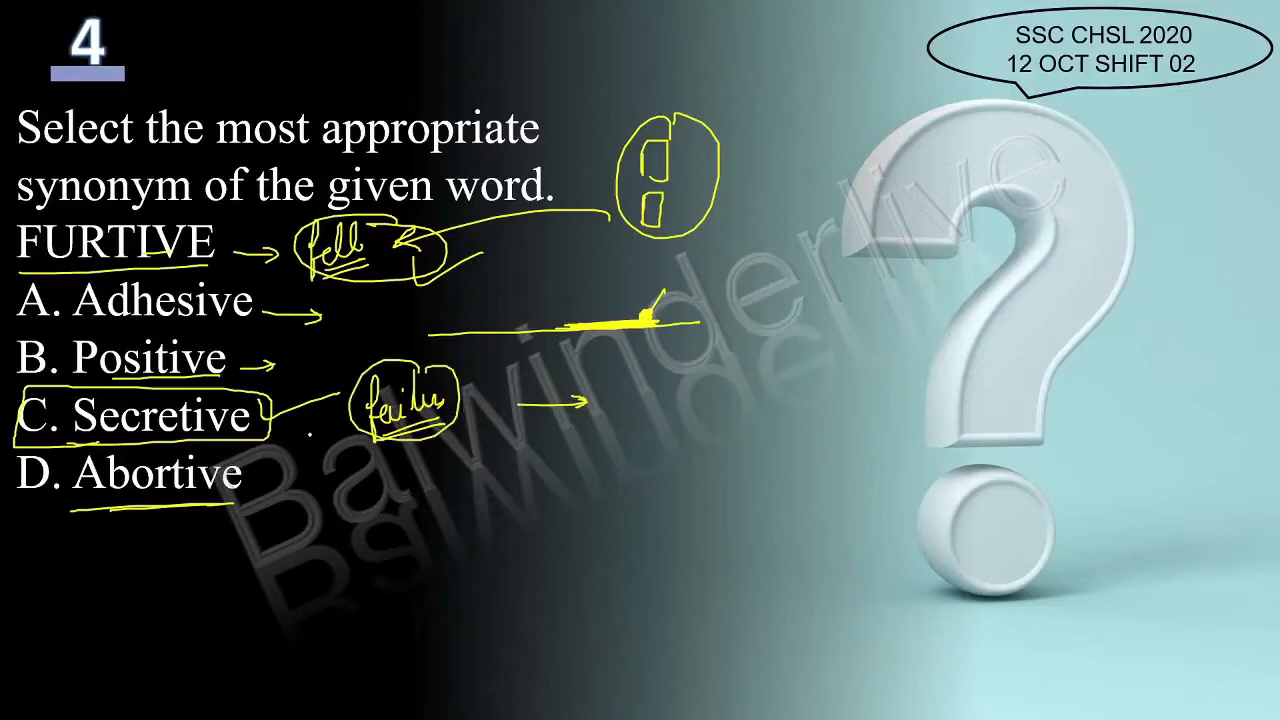 4
SSC CHSL 2020
12 OCT SHIFT 02
Select the most appropriate
synonym of the given word.
FURTIVE
A. Adhesive
B. Positive
C. Secretive
D. Abortive
Balwinderlive